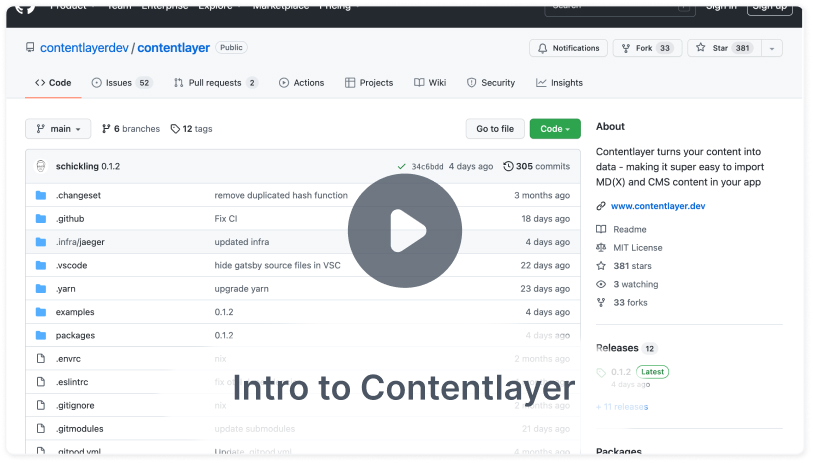 Product Team Enterprise Explore Marketplace Pricing Search Sign in Sign up
contentlayerdev / contentlayer Public
Notifications Fork 33 Star 381
Code Issues 52 Pull requests 2 Actions Projects Wiki Security Insights
main 6 branches 12 tags Go to file Code
schickling 0.1.2 34c6bdd 4 days ago 305 commits
.changeset remove duplicated hash function 3 months ago
.github Fix CI 18 days ago
.infra/jaeger updated infra 4 days ago
.vscode hide gatsby source files in VSC 22 days ago
.yarn upgrade yarn 23 days ago
examples 0.1.2 4 days ago
packages 0.1.2 4 days ago
.envrc nix 2 months ago
.eslintrc fix
.gitignore nix 2 months ago
.gitmodules update submodules 21 days ago
.gitpod.yml Update .gitpod.yml 4 months ago
Intro to Contentlayer
About
Contentlayer turns your content into
data - making it super easy to import
MD(X) and CMS content in your app
www.contentlayer.dev
Readme
MIT License
381 stars
3 watching
33 forks
Releases 12
0.1.2 Latest
4 days ago
+ 11 releases
Packages